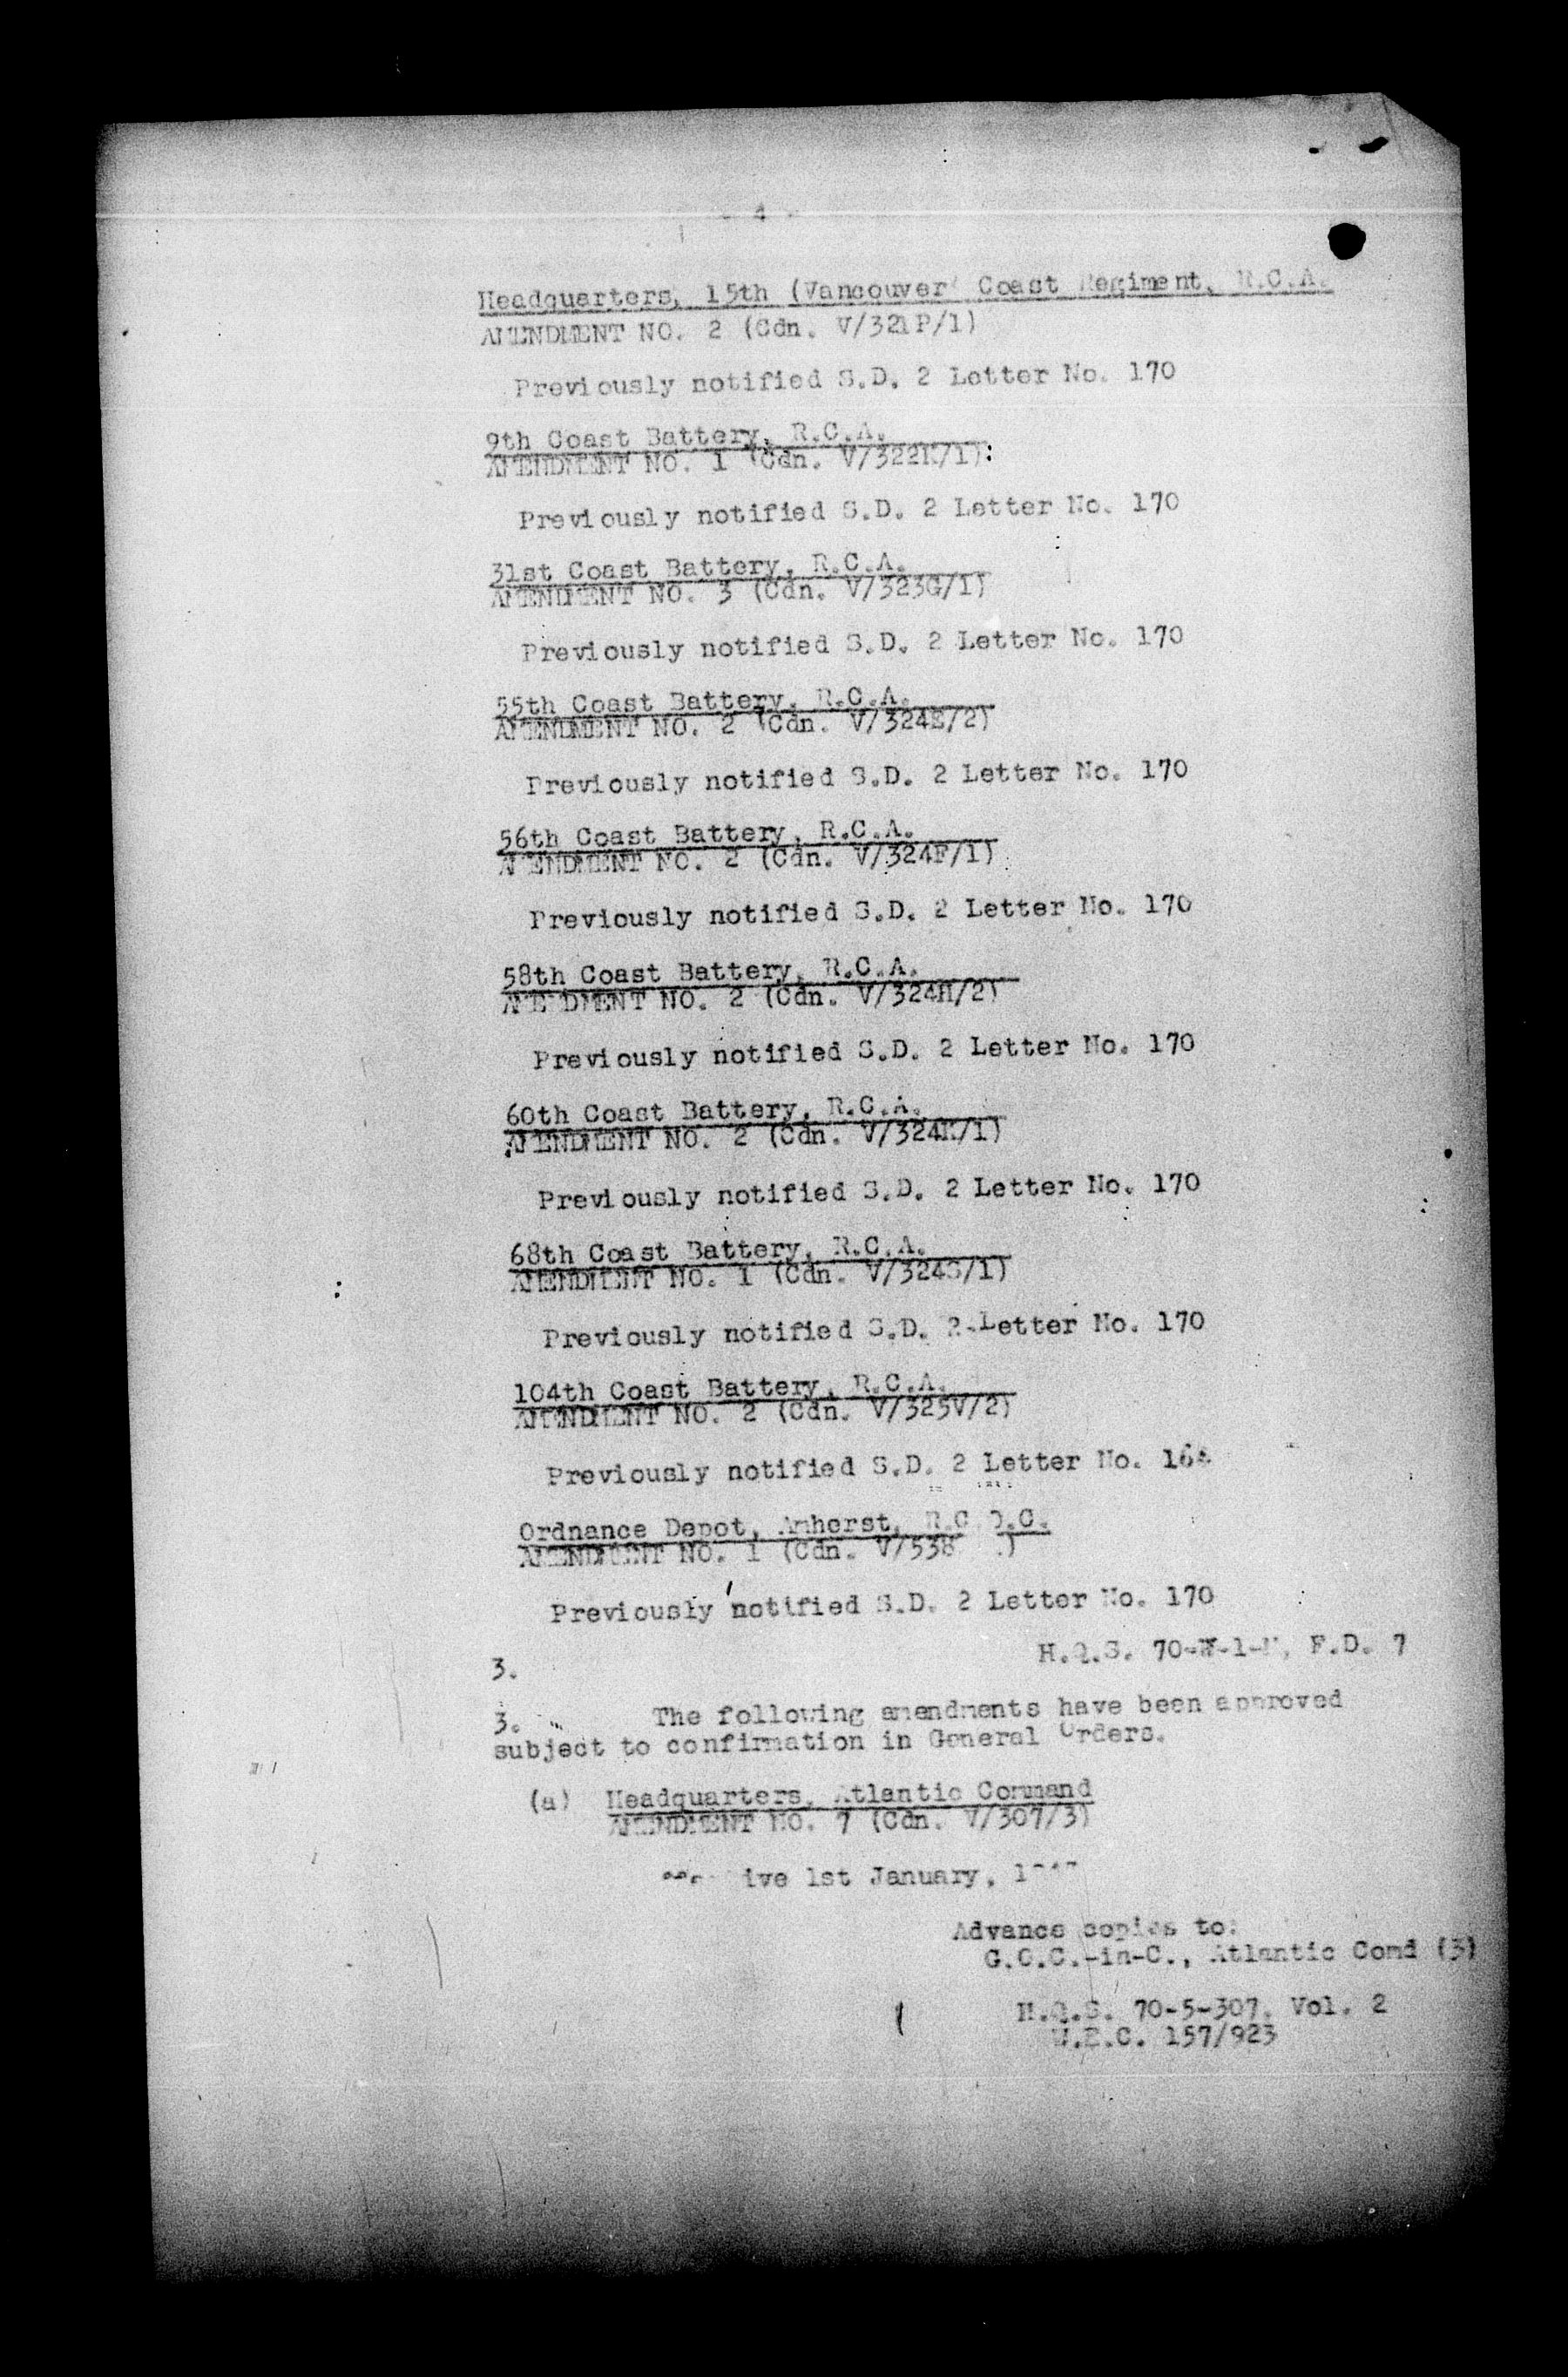 - 4 -
Headquarters, 15th (Vancouver) Coast Regiment, R.C.A.
AMENDMENT NO. 2 (Cdn. V/321P/1)
Previously notified S.D. 2 Letter No. 170
9th Coast Battery, R.C.A.
AMENDMENT NO. 1 (Cdn. V/322K/1):
Previously notified S.D. 2 Letter No. 170
31st Coast Battery, R.C.A.
AMENDMENT NO. 3 (Cdn. V/323G/1)
Previously notified S.D. 2 Letter No. 170
55th Coast Battery, R.C.A.
AMENDMENT NO. 2 (Cdn. V/324E/2)
Previously notified S.D. 2 Letter No. 170
56th Coast Battery, R.C.A.
AMENDMENT NO. 2 (Cdn. V/324F/1)
Previously notified S.D. 2 Letter No. 170
58th Coast Battery, R.C.A.
AMENDMENT NO. 2 (Cdn. V/324H/2)
Previously notified S.D. 2 Letter No. 170
60th Coast Battery, R.C.A.
AMENDMENT NO. 2 (Cdn. V/324K/1)
Previously notified S.D. 2 Letter No. 170
68th Coast Battery, R.C.A.
AMENDMENT NO. 1 (Cdn. V/324S/1)
Previously notified S.D. 2 Letter No. 170
104th Coast Battery, R.C.A.
AMENDMENT NO. 2 (Cdn. V/325V/2)
Previously notified S.D. 2 Letter No.
Ordnance Depot, Amherst, R.C.O.C.
AMENDMENT NO. 1 (Cdn.
Previously notified S.D. 2 Letter No. 170
H.Q.S. F.D. 7
3.
3. The following amendments have been approved
subject to confirmation in General Orders.
(a) Headquarters, Atlantic Command
AMENDMENT NO. 7 (Cdn. V/307/3)
1st January,
Advance copies to:
G.O.C.-in-C., Atlantic Comd (3)
H.Q.S. 70-5-307, Vol. 2
W.E.C. 157/923